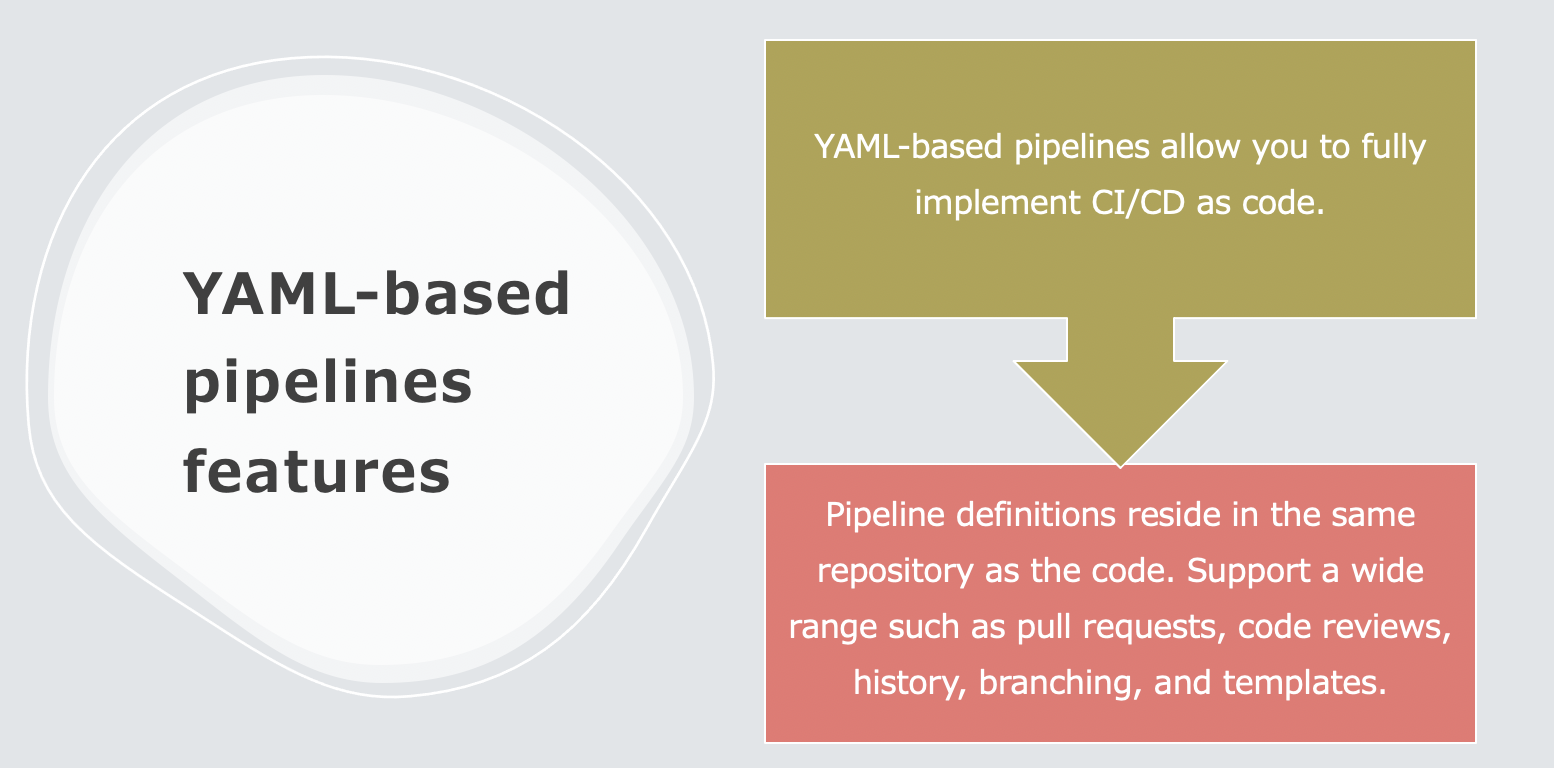 YAML-based
pipelines
features
YAML-based pipelines allow you to fully
implement CI/CD as code.
Pipeline definitions reside in the same
repository as the code. Support a wide
range such as pull requests, code reviews,
history, branching, and templates.